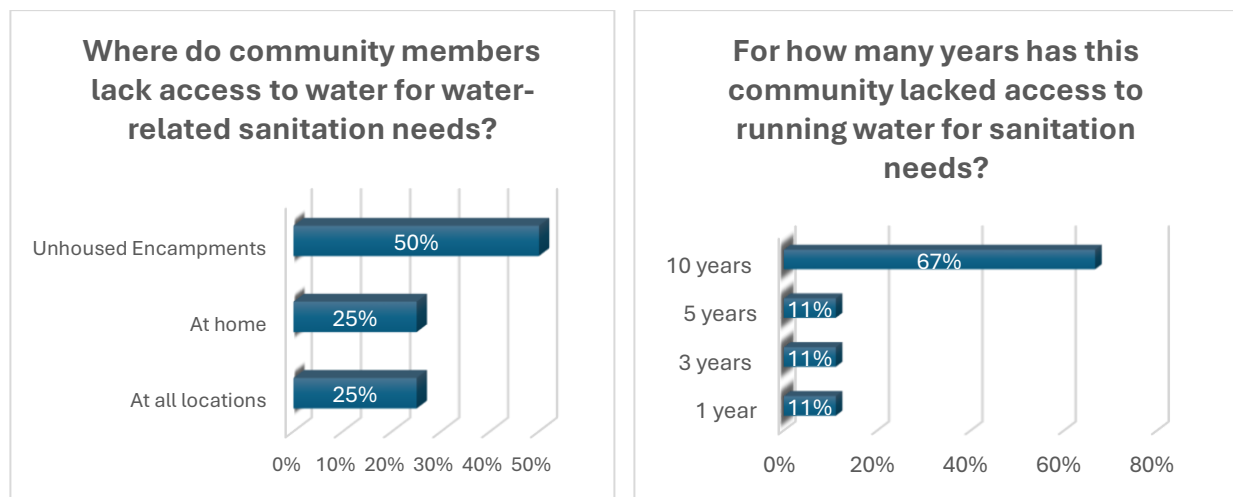 Where do community members
lack access to water for water-
related sanitation needs?
Unhoused Encampments
50%
At home
25%
At all locations
25%
0% 10% 20% 30% 40% 50%
For how many years has this
community lacked access to
running water for sanitation
needs?
10 years
67%
5 years
11%
3 years
11%
1 year
11%
0% 20% 40% 60% 80%